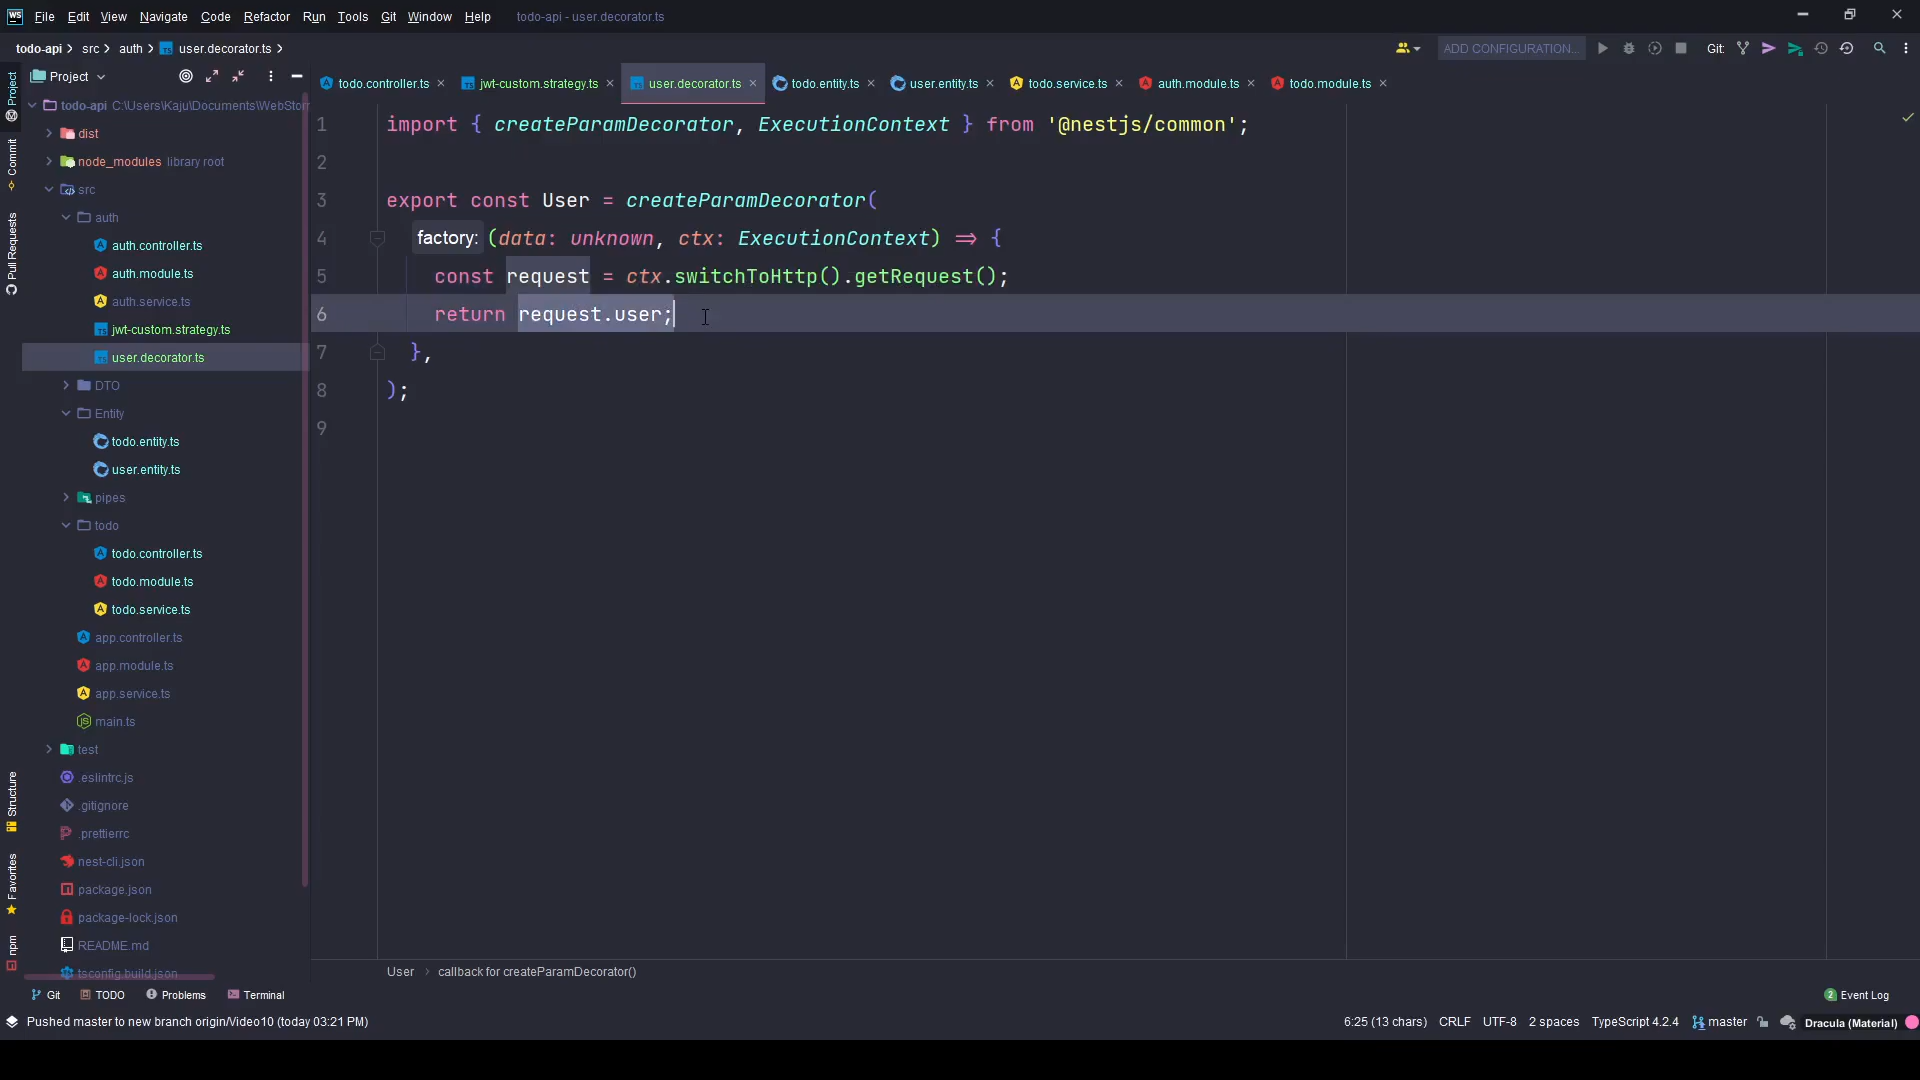 WS File Edit View Navigate Code Refactor Run Tools Git Window Help todo-api - user.decorator.ts
todo-api src auth TS user.decorator.ts ADD CONFIGURATION... Git:
Project
todo.controller.ts jwt-custom.strategy.ts user.decorator.ts todo.entity.ts user.entity.ts todo.service.ts auth.module.ts todo.module.ts
Project
Commit
Pull Requests
Structure
Favorites
npm
todo-api C:\Users\Kaju\Documents\WebStor
dist
node_modules library root
src
auth
auth.controller.ts
auth.module.ts
auth.service.ts
jwt-custom.strategy.ts
user.decorator.ts
DTO
Entity
todo.entity.ts
user.entity.ts
pipes
todo
todo.controller.ts
todo.module.ts
todo.service.ts
app.controller.ts
app.module.ts
app.service.ts
main.ts
test
.eslintrc.js
.gitignore
.prettierrc
nest-cli.json
package.json
package-lock.json
README.md
tsconfig.build.json
1 import { createParamDecorator, ExecutionContext } from '@nestjs/common';
2
3 export const User = createParamDecorator(
4 factory: (data: unknown, ctx: ExecutionContext) => {
5 const request = ctx.switchToHttp().getRequest();
6 return request.user;
7 },
8 );
9
User › callback for createParamDecorator()
Git TODO Problems Terminal 2 Event Log
Pushed master to new branch origin/Video10 (today 03:21 PM) 6:25 (13 chars) CRLF UTF-8 2 spaces TypeScript 4.2.4 master Dracula (Material)